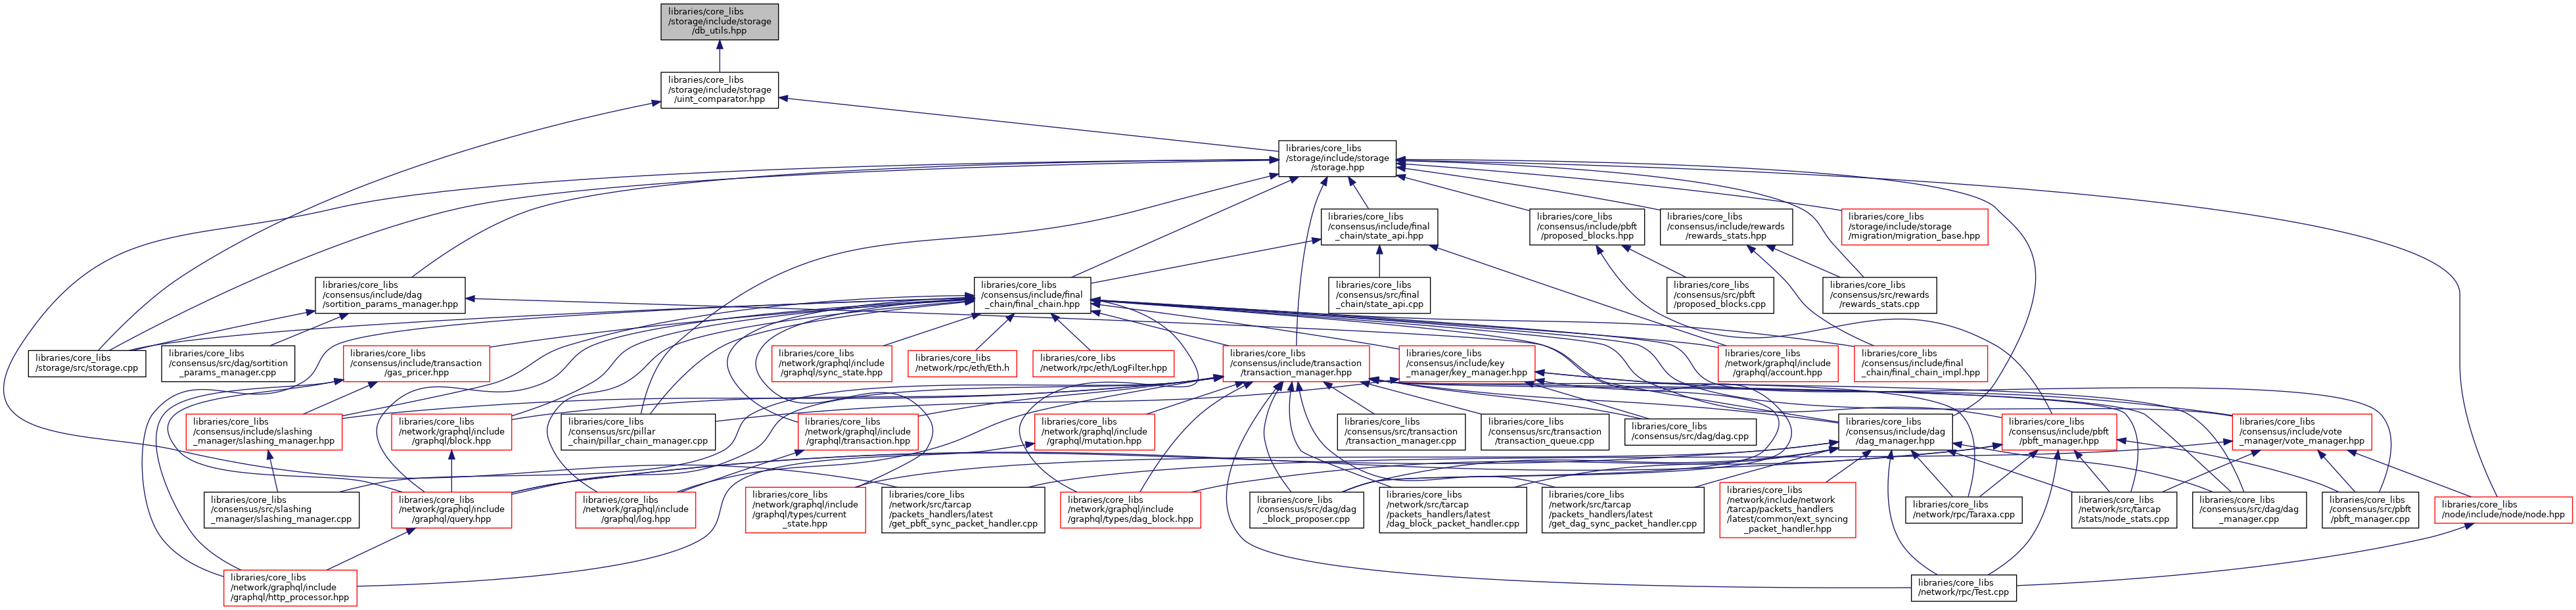 libraries/core_libs
/storage/include/storage
/db_utils.hpp
libraries/core_libs
/storage/include/storage
/uint_comparator.hpp
libraries/core_libs
/storage/include/storage
/storage.hpp
libraries/core_libs
/consensus/include/final
_chain/state_api.hpp
libraries/core_libs
/consensus/include/pbft
/proposed_blocks.hpp
libraries/core_libs
/consensus/include/rewards
/rewards_stats.hpp
libraries/core_libs
/storage/include/storage
/migration/migration_base.hpp
libraries/core_libs
/consensus/include/dag
/sortition_params_manager.hpp
libraries/core_libs
/consensus/include/final
_chain/final_chain.hpp
libraries/core_libs
/consensus/src/final
_chain/state_api.cpp
libraries/core_libs
/consensus/src/pbft
/proposed_blocks.cpp
libraries/core_libs
/consensus/src/rewards
/rewards_stats.cpp
libraries/core_libs
/storage/src/storage.cpp
libraries/core_libs
/consensus/src/dag/sortition
_params_manager.cpp
libraries/core_libs
/consensus/include/transaction
/gas_pricer.hpp
libraries/core_libs
/network/graphql/include
/graphql/sync_state.hpp
libraries/core_libs
/network/rpc/eth/Eth.h
libraries/core_libs
/network/rpc/eth/LogFilter.hpp
libraries/core_libs
/consensus/include/transaction
/transaction_manager.hpp
libraries/core_libs
/consensus/include/key
_manager/key_manager.hpp
libraries/core_libs
/network/graphql/include
/graphql/account.hpp
libraries/core_libs
/consensus/include/final
_chain/final_chain_impl.hpp
libraries/core_libs
/consensus/include/slashing
_manager/slashing_manager.hpp
libraries/core_libs
/network/graphql/include
/graphql/block.hpp
libraries/core_libs
/consensus/src/pillar
_chain/pillar_chain_manager.cpp
libraries/core_libs
/network/graphql/include
/graphql/transaction.hpp
libraries/core_libs
/network/graphql/include
/graphql/mutation.hpp
libraries/core_libs
/consensus/src/transaction
/transaction_manager.cpp
libraries/core_libs
/consensus/src/transaction
/transaction_queue.cpp
libraries/core_libs
/consensus/src/dag/dag.cpp
libraries/core_libs
/consensus/include/dag
/dag_manager.hpp
libraries/core_libs
/consensus/include/pbft
/pbft_manager.hpp
libraries/core_libs
/consensus/include/vote
_manager/vote_manager.hpp
libraries/core_libs
/consensus/src/slashing
_manager/slashing_manager.cpp
libraries/core_libs
/network/graphql/include
/graphql/query.hpp
libraries/core_libs
/network/graphql/include
/graphql/log.hpp
libraries/core_libs
/network/graphql/include
/graphql/types/current
_state.hpp
libraries/core_libs
/network/src/tarcap
/packets_handlers/latest
/get_pbft_sync_packet_handler.cpp
libraries/core_libs
/network/graphql/include
/graphql/types/dag_block.hpp
libraries/core_libs
/consensus/src/dag/dag
_block_proposer.cpp
libraries/core_libs
/network/src/tarcap
/packets_handlers/latest
/dag_block_packet_handler.cpp
libraries/core_libs
/network/src/tarcap
/packets_handlers/latest
/get_dag_sync_packet_handler.cpp
libraries/core_libs
/network/include/network
/tarcap/packets_handlers
/latest/common/ext_syncing
_packet_handler.hpp
libraries/core_libs
/network/rpc/Taraxa.cpp
libraries/core_libs
/network/src/tarcap
/stats/node_stats.cpp
libraries/core_libs
/consensus/src/dag/dag
_manager.cpp
libraries/core_libs
/consensus/src/pbft
/pbft_manager.cpp
libraries/core_libs
/node/include/node/node.hpp
libraries/core_libs
/network/graphql/include
/graphql/http_processor.hpp
libraries/core_libs
/network/rpc/Test.cpp